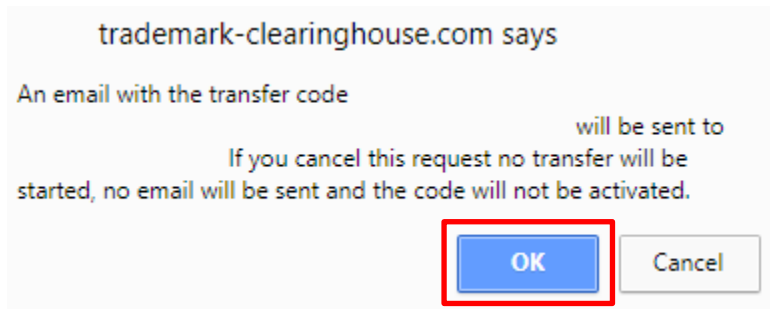 trademark-clearinghouse.com says
An email with the transfer code
will be sent to
If you cancel this request no transfer will be
started, no email will be sent and the code will not be activated.
OK Cancel